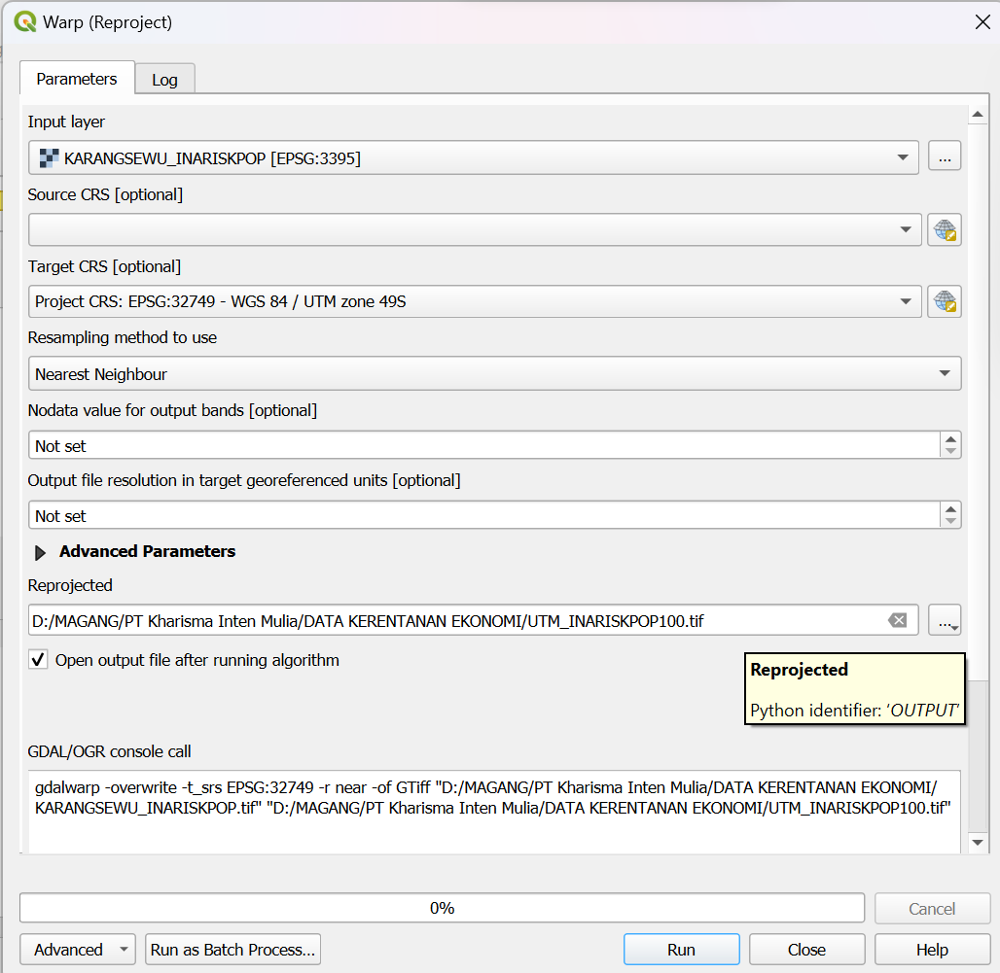 Warp (Reproject)
Parameters
Log
Input layer
KARANGSEWU_INARISKPOP [EPSG:3395]
...
Source CRS [optional]
Target CRS [optional]
Project CRS: EPSG:32749 - WGS 84 / UTM zone 49S
Resampling method to use
Nearest Neighbour
Nodata value for output bands [optional]
Not set
Output file resolution in target georeferenced units [optional]
Not set
Advanced Parameters
Reprojected
D:/MAGANG/PT Kharisma Inten Mulia/DATA KERENTANAN EKONOMI/UTM_INARISKPOP100.tif
...
Open output file after running algorithm
Reprojected
Python identifier: 'OUTPUT'
GDAL/OGR console call
gdalwarp -overwrite -t_srs EPSG:32749 -r near -of GTiff "D:/MAGANG/PT Kharisma Inten Mulia/DATA KERENTANAN EKONOMI/
KARANGSEWU_INARISKPOP.tif" "D:/MAGANG/PT Kharisma Inten Mulia/DATA KERENTANAN EKONOMI/UTM_INARISKPOP100.tif"
0%
Cancel
Advanced
Run as Batch Process...
Run
Close
Help